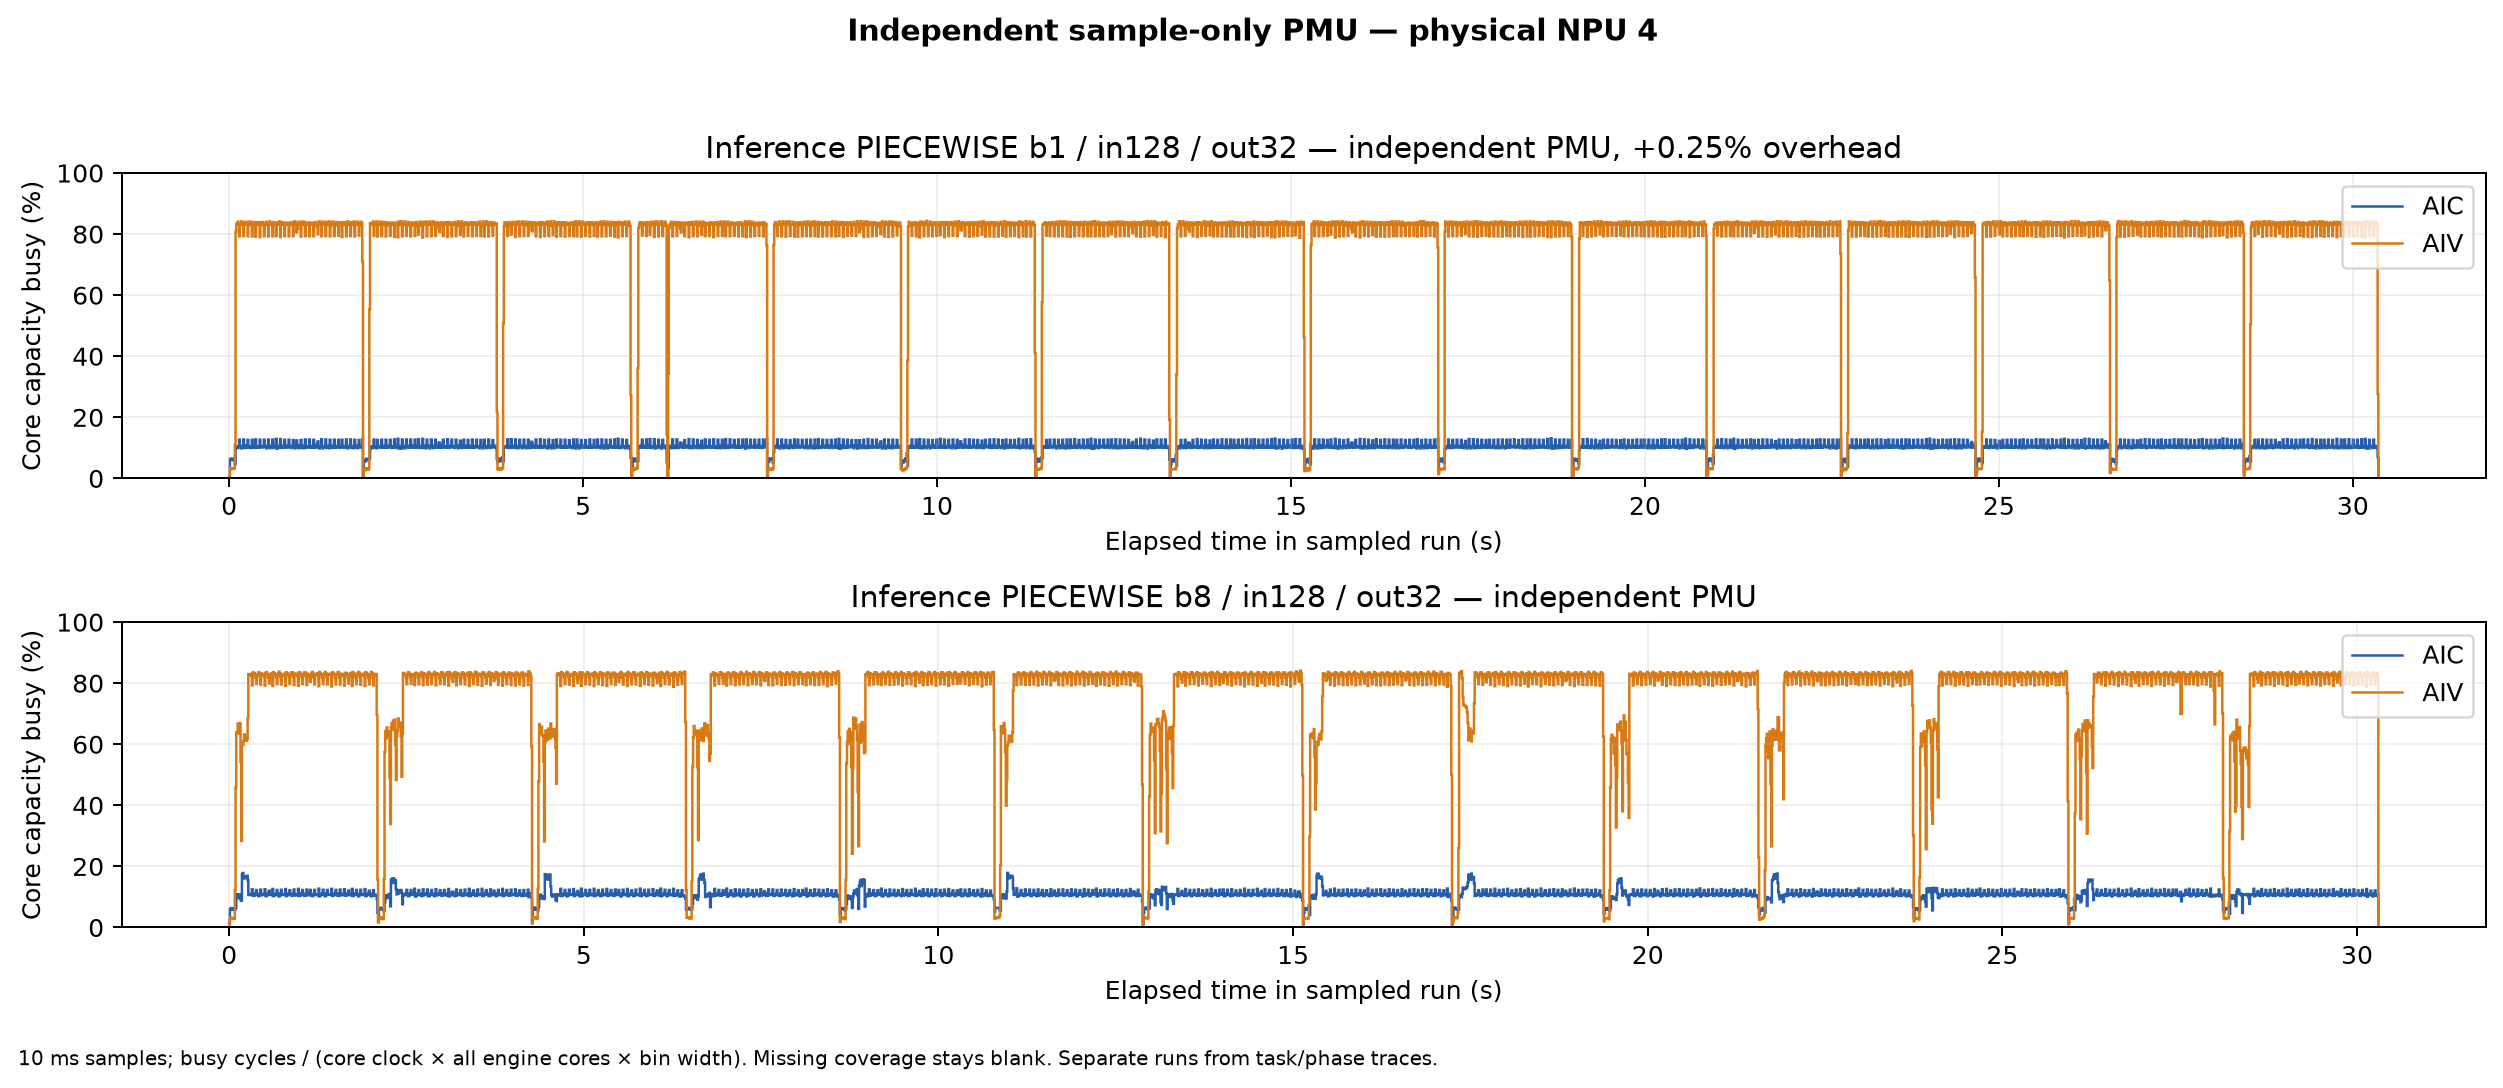 Independent sample-only PMU — physical NPU 4
Inference PIECEWISE b1 / in128 / out32 — independent PMU, +0.25% overhead
Core capacity busy (%)
100
80
60
40
20
0
AIC
AIV
0 5 10 15 20 25 30
Elapsed time in sampled run (s)
Inference PIECEWISE b8 / in128 / out32 — independent PMU
Core capacity busy (%)
100
80
60
40
20
0
AIC
AIV
0 5 10 15 20 25 30
Elapsed time in sampled run (s)
10 ms samples; busy cycles / (core clock × all engine cores × bin width). Missing coverage stays blank. Separate runs from task/phase traces.